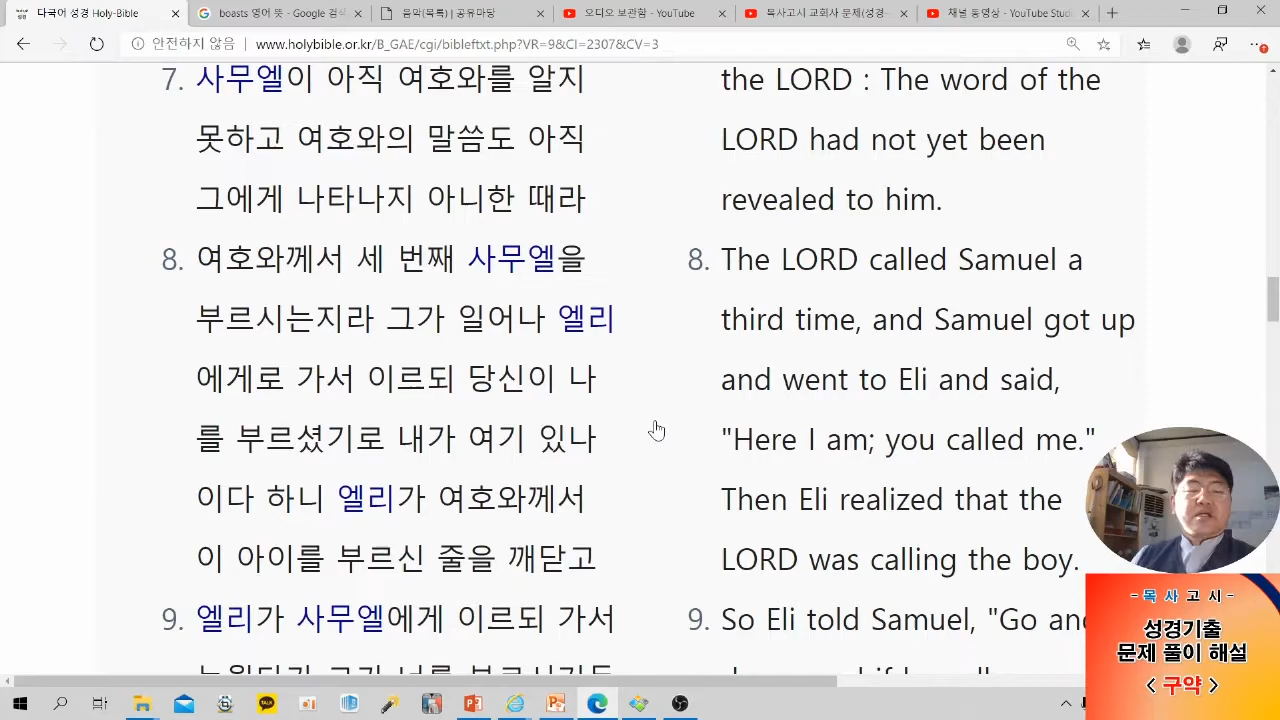 다국어 성경 Holy-Bible
boasts 영어 뜻 - Google 검색
음악(목록) | 공유마당
오디오 보관함 - YouTube
목사고시 교회사 문제(성경-
채널 동영상 - YouTube Stud
안전하지 않음
www.holybible.or.kr/B_GAE/cgi/bibleftxt.php?VR=9&CI=2307&CV=3
7. 사무엘이 아직 여호와를 알지
못하고 여호와의 말씀도 아직
그에게 나타나지 아니한 때라
8. 여호와께서 세 번째 사무엘을
부르시는지라 그가 일어나 엘리
에게로 가서 이르되 당신이 나
를 부르셨기로 내가 여기 있나
이다 하니 엘리가 여호와께서
이 아이를 부르신 줄을 깨닫고
9. 엘리가 사무엘에게 이르되 가서
the LORD : The word of the
LORD had not yet been
revealed to him.
8. The LORD called Samuel a
third time, and Samuel got up
and went to Eli and said,
"Here I am; you called me."
Then Eli realized that the
LORD was calling the boy.
9. So Eli told Samuel, "Go and
- 목 사 고 시 -
성경기출
문제 풀이 해설
< 구약 >
TALK